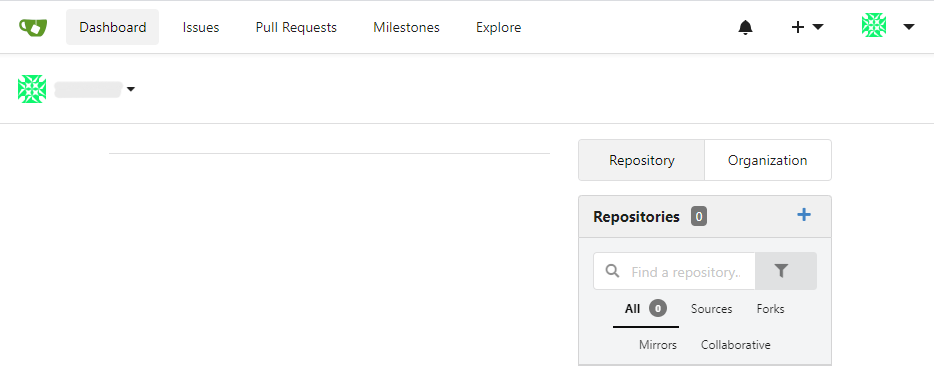 Dashboard Issues Pull Requests Milestones Explore
Repository Organization
Repositories 0
Find a repository..
All 0 Sources Forks
Mirrors Collaborative